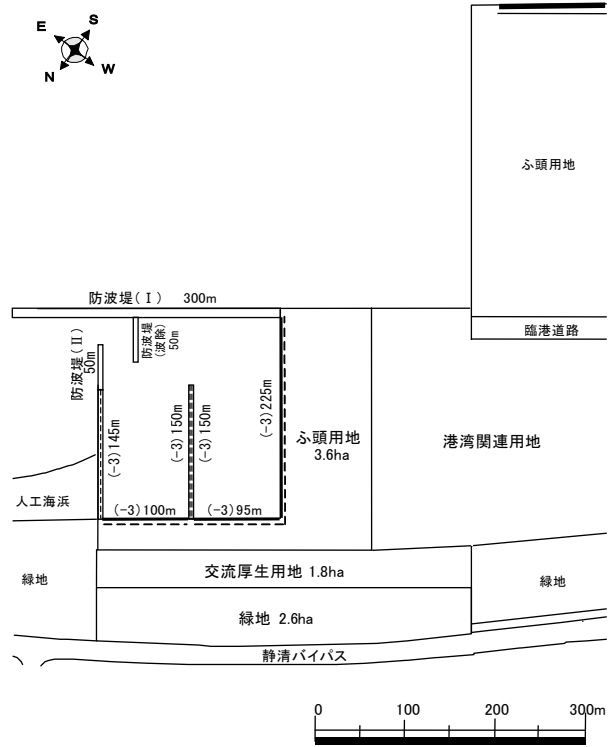 E
S
N
W
ふ頭用地
防波堤(Ⅰ) 300m
臨港道路
防波堤(Ⅱ)
50m
防波堤
(波除)
50m
(-3)145m
(-3)150m
(-3)150m
(-3)225m
ふ頭用地
3.6ha
港湾関連用地
人工海浜
(-3)100m
(-3)95m
緑地
交流厚生用地 1.8ha
緑地
緑地 2.6ha
静清バイパス
0 100 200 300m